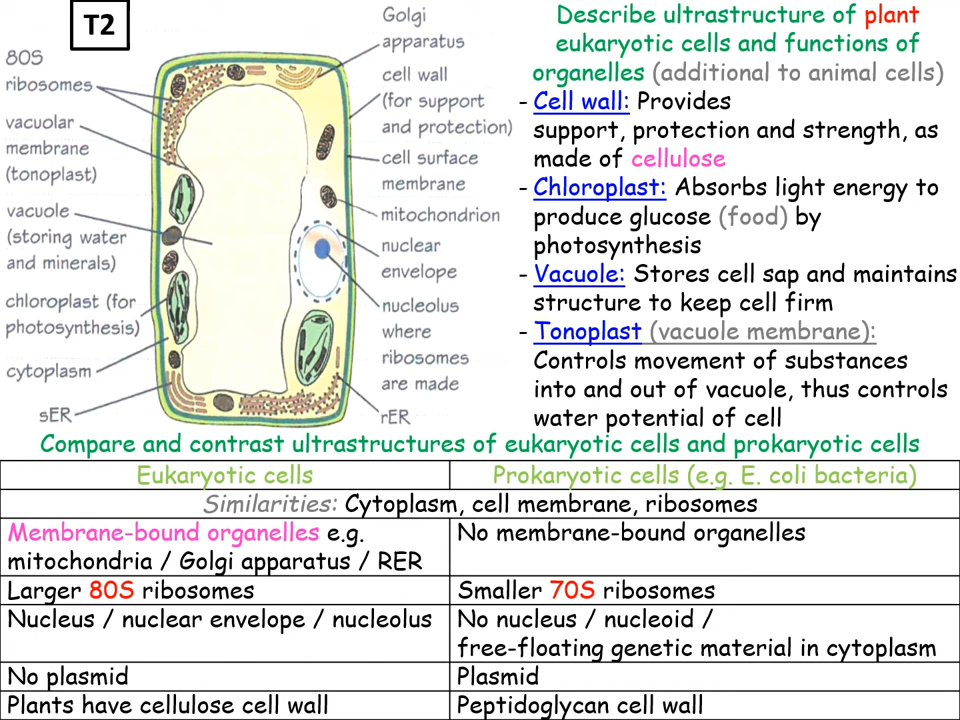 T2
80S
ribosomes
vacuolar
membrane
(tonoplast)
vacuole
(storing water
and minerals)
chloroplast (for
photosynthesis)
cytoplasm
sER
Golgi
apparatus
cell wall
(for support
and protection)
cell surface
membrane
mitochondrion
nuclear
envelope
nucleolus
where
ribosomes
are made
rER
Describe ultrastructure of plant
eukaryotic cells and functions of
organelles (additional to animal cells)
- Cell wall: Provides
support, protection and strength, as
made of cellulose
- Chloroplast: Absorbs light energy to
produce glucose (food) by
photosynthesis
- Vacuole: Stores cell sap and maintains
structure to keep cell firm
- Tonoplast (vacuole membrane):
Controls movement of substances
into and out of vacuole, thus controls
water potential of cell
Compare and contrast ultrastructures of eukaryotic cells and prokaryotic cells
Eukaryotic cells
Prokaryotic cells (e.g. E. coli bacteria)
Similarities: Cytoplasm, cell membrane, ribosomes
Membrane-bound organelles e.g.
mitochondria / Golgi apparatus / RER
No membrane-bound organelles
Larger 80S ribosomes
Smaller 70S ribosomes
Nucleus / nuclear envelope / nucleolus
No nucleus / nucleoid /
free-floating genetic material in cytoplasm
No plasmid
Plasmid
Plants have cellulose cell wall
Peptidoglycan cell wall